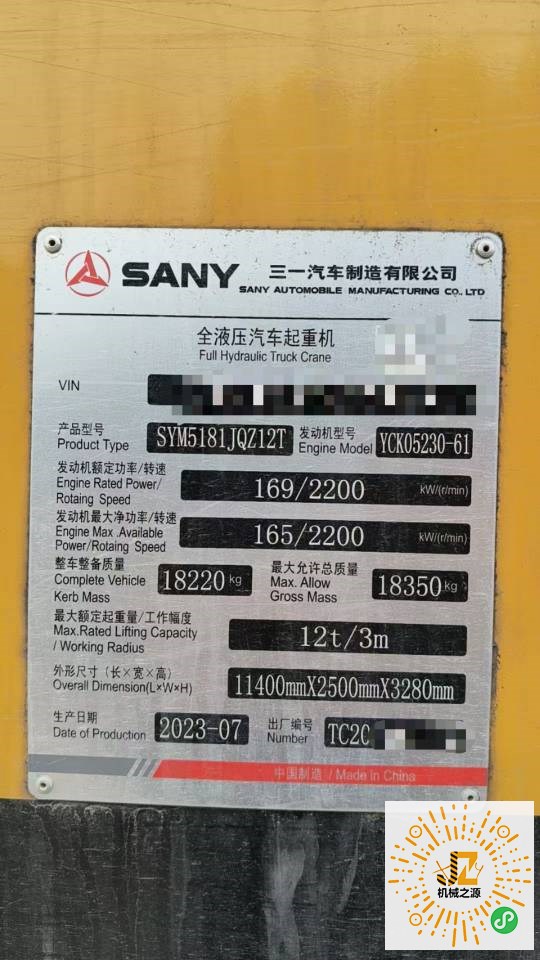 SANY 三一汽车制造有限公司
SANY AUTOMOBILE MANUFACTURING CO., LTD
全液压汽车起重机
Full Hydraulic Truck Crane
VIN
产品型号 SYM5181JQZ12T 发动机型号 YCK05230-61
Product Type Engine Model
发动机额定功率/转速
Engine Rated Power/ 169/2200 kW/(r/min)
Rotaing Speed
发动机最大净功率/转速
Engine Max .Available 165/2200 kW/(r/min)
Power/Rotaing Speed
整车整备质量 最大允许总质量
Complete Vehicle 18220 kg Max. Allow 18350 kg
Kerb Mass Gross Mass
最大额定起重量/工作幅度
Max.Rated Lifting Capacity 12t/3m
/ Working Radius
外形尺寸（长×宽×高）
Overall Dimension(L×W×H) 11400mmX2500mmX3280mm
生产日期 2023-07 出厂编号 TC20
Date of Production Number
中国制造 / Made in China
JZ
机械之源